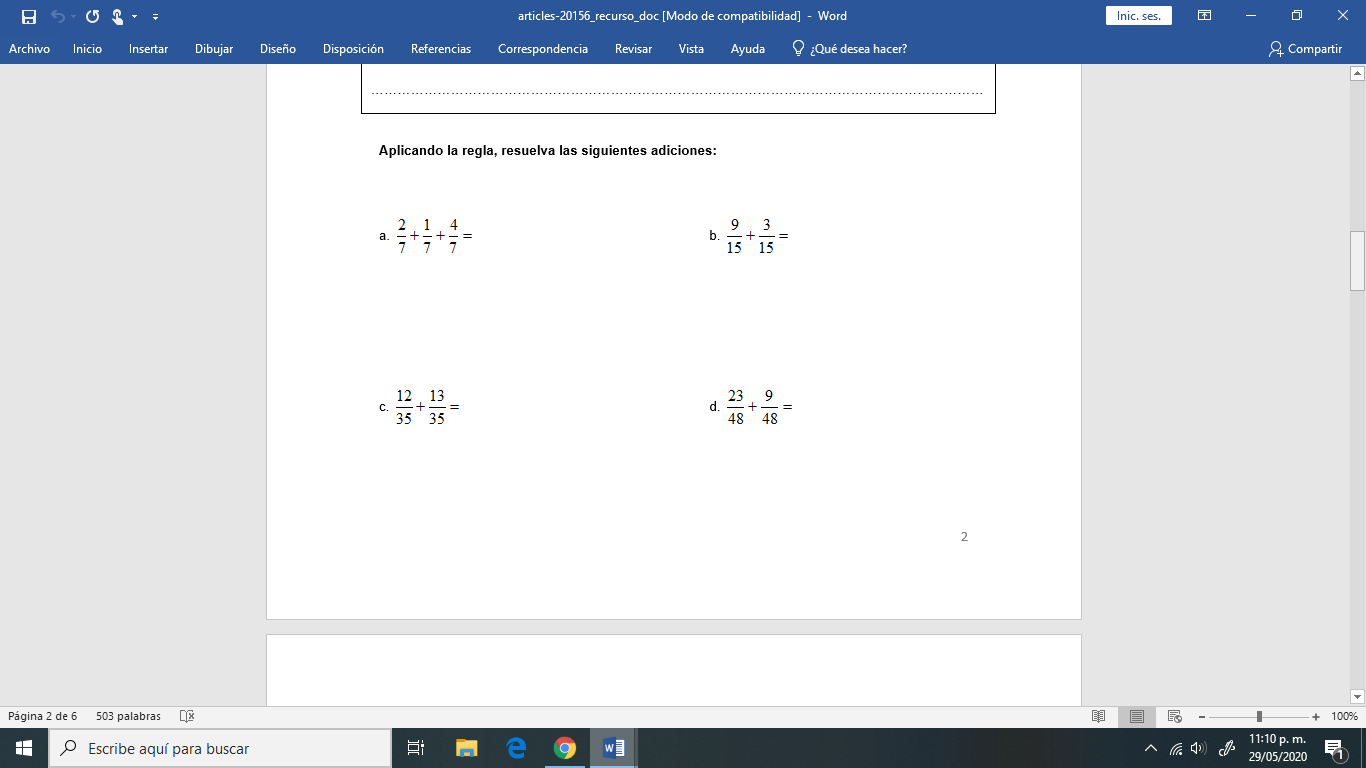 articles-20156_recurso_doc [Modo de compatibilidad] - Word
Inic. ses.
Archivo Inicio Insertar Dibujar Diseño Disposición Referencias Correspondencia Revisar Vista Ayuda ¿Qué desea hacer? Compartir
Aplicando la regla, resuelva las siguientes adiciones:
a. 2/7 + 1/7 + 4/7 =
b. 9/15 + 3/15 =
c. 12/35 + 13/35 =
d. 23/48 + 9/48 =
2
Página 2 de 6 503 palabras 100%
Escribe aquí para buscar
11:10 p. m.
29/05/2020
1